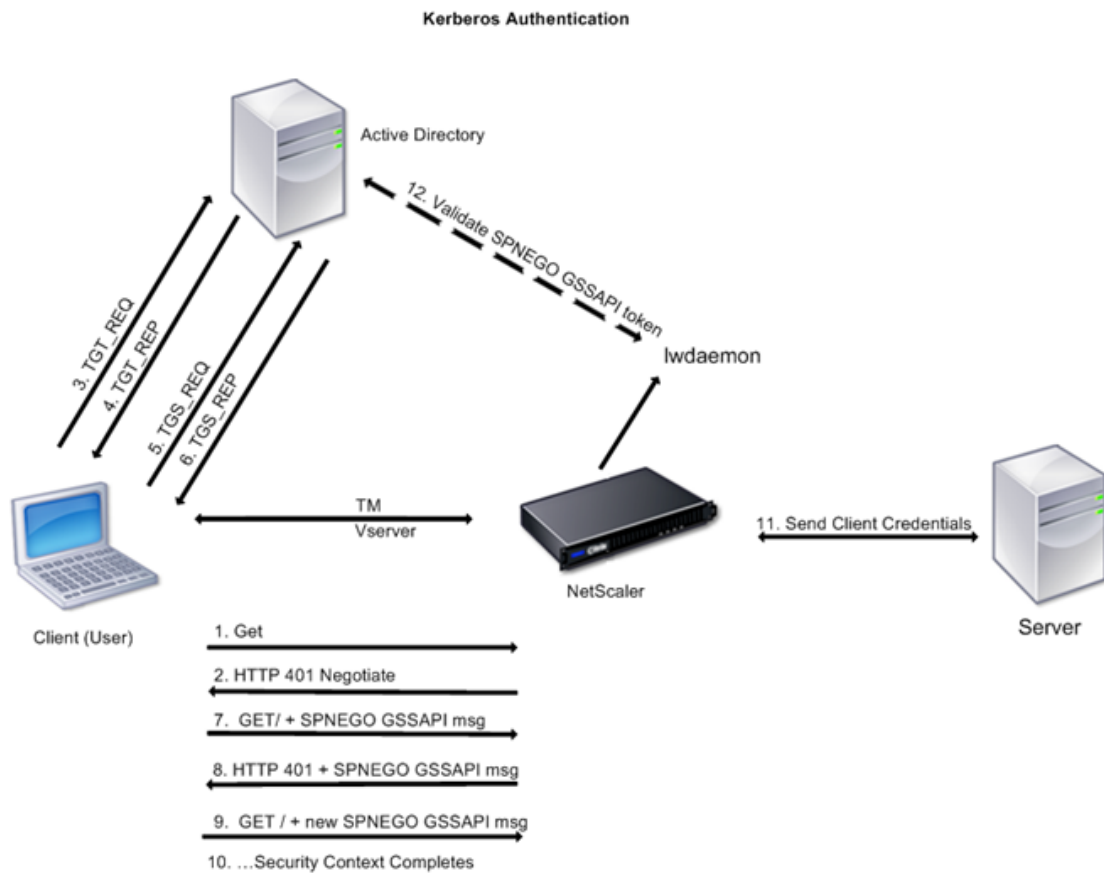 Kerberos Authentication
Active Directory
12. Validate SPNEGO GSSAPI token
lwdaemon
3. TGT_REQ
4. TGT_REP
5. TGS_REQ
6. TGS_REP
TM
Vserver
Citrix
NetScaler
11. Send Client Credentials
Server
Client (User)
1. Get
2. HTTP 401 Negotiate
7. GET/ + SPNEGO GSSAPI msg
8. HTTP 401 + SPNEGO GSSAPI msg
9. GET / + new SPNEGO GSSAPI msg
10. ...Security Context Completes